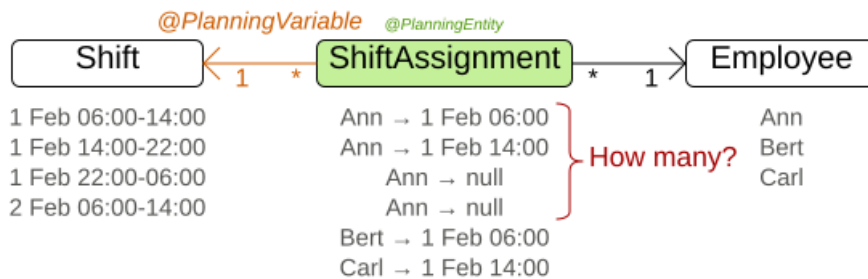 @PlanningVariable @PlanningEntity
Shift ShiftAssignment Employee
1 * * 1
1 Feb 06:00-14:00 Ann → 1 Feb 06:00 Ann
1 Feb 14:00-22:00 Ann → 1 Feb 14:00 How many? Bert
1 Feb 22:00-06:00 Ann → null Carl
2 Feb 06:00-14:00 Ann → null
Bert → 1 Feb 06:00
Carl → 1 Feb 14:00